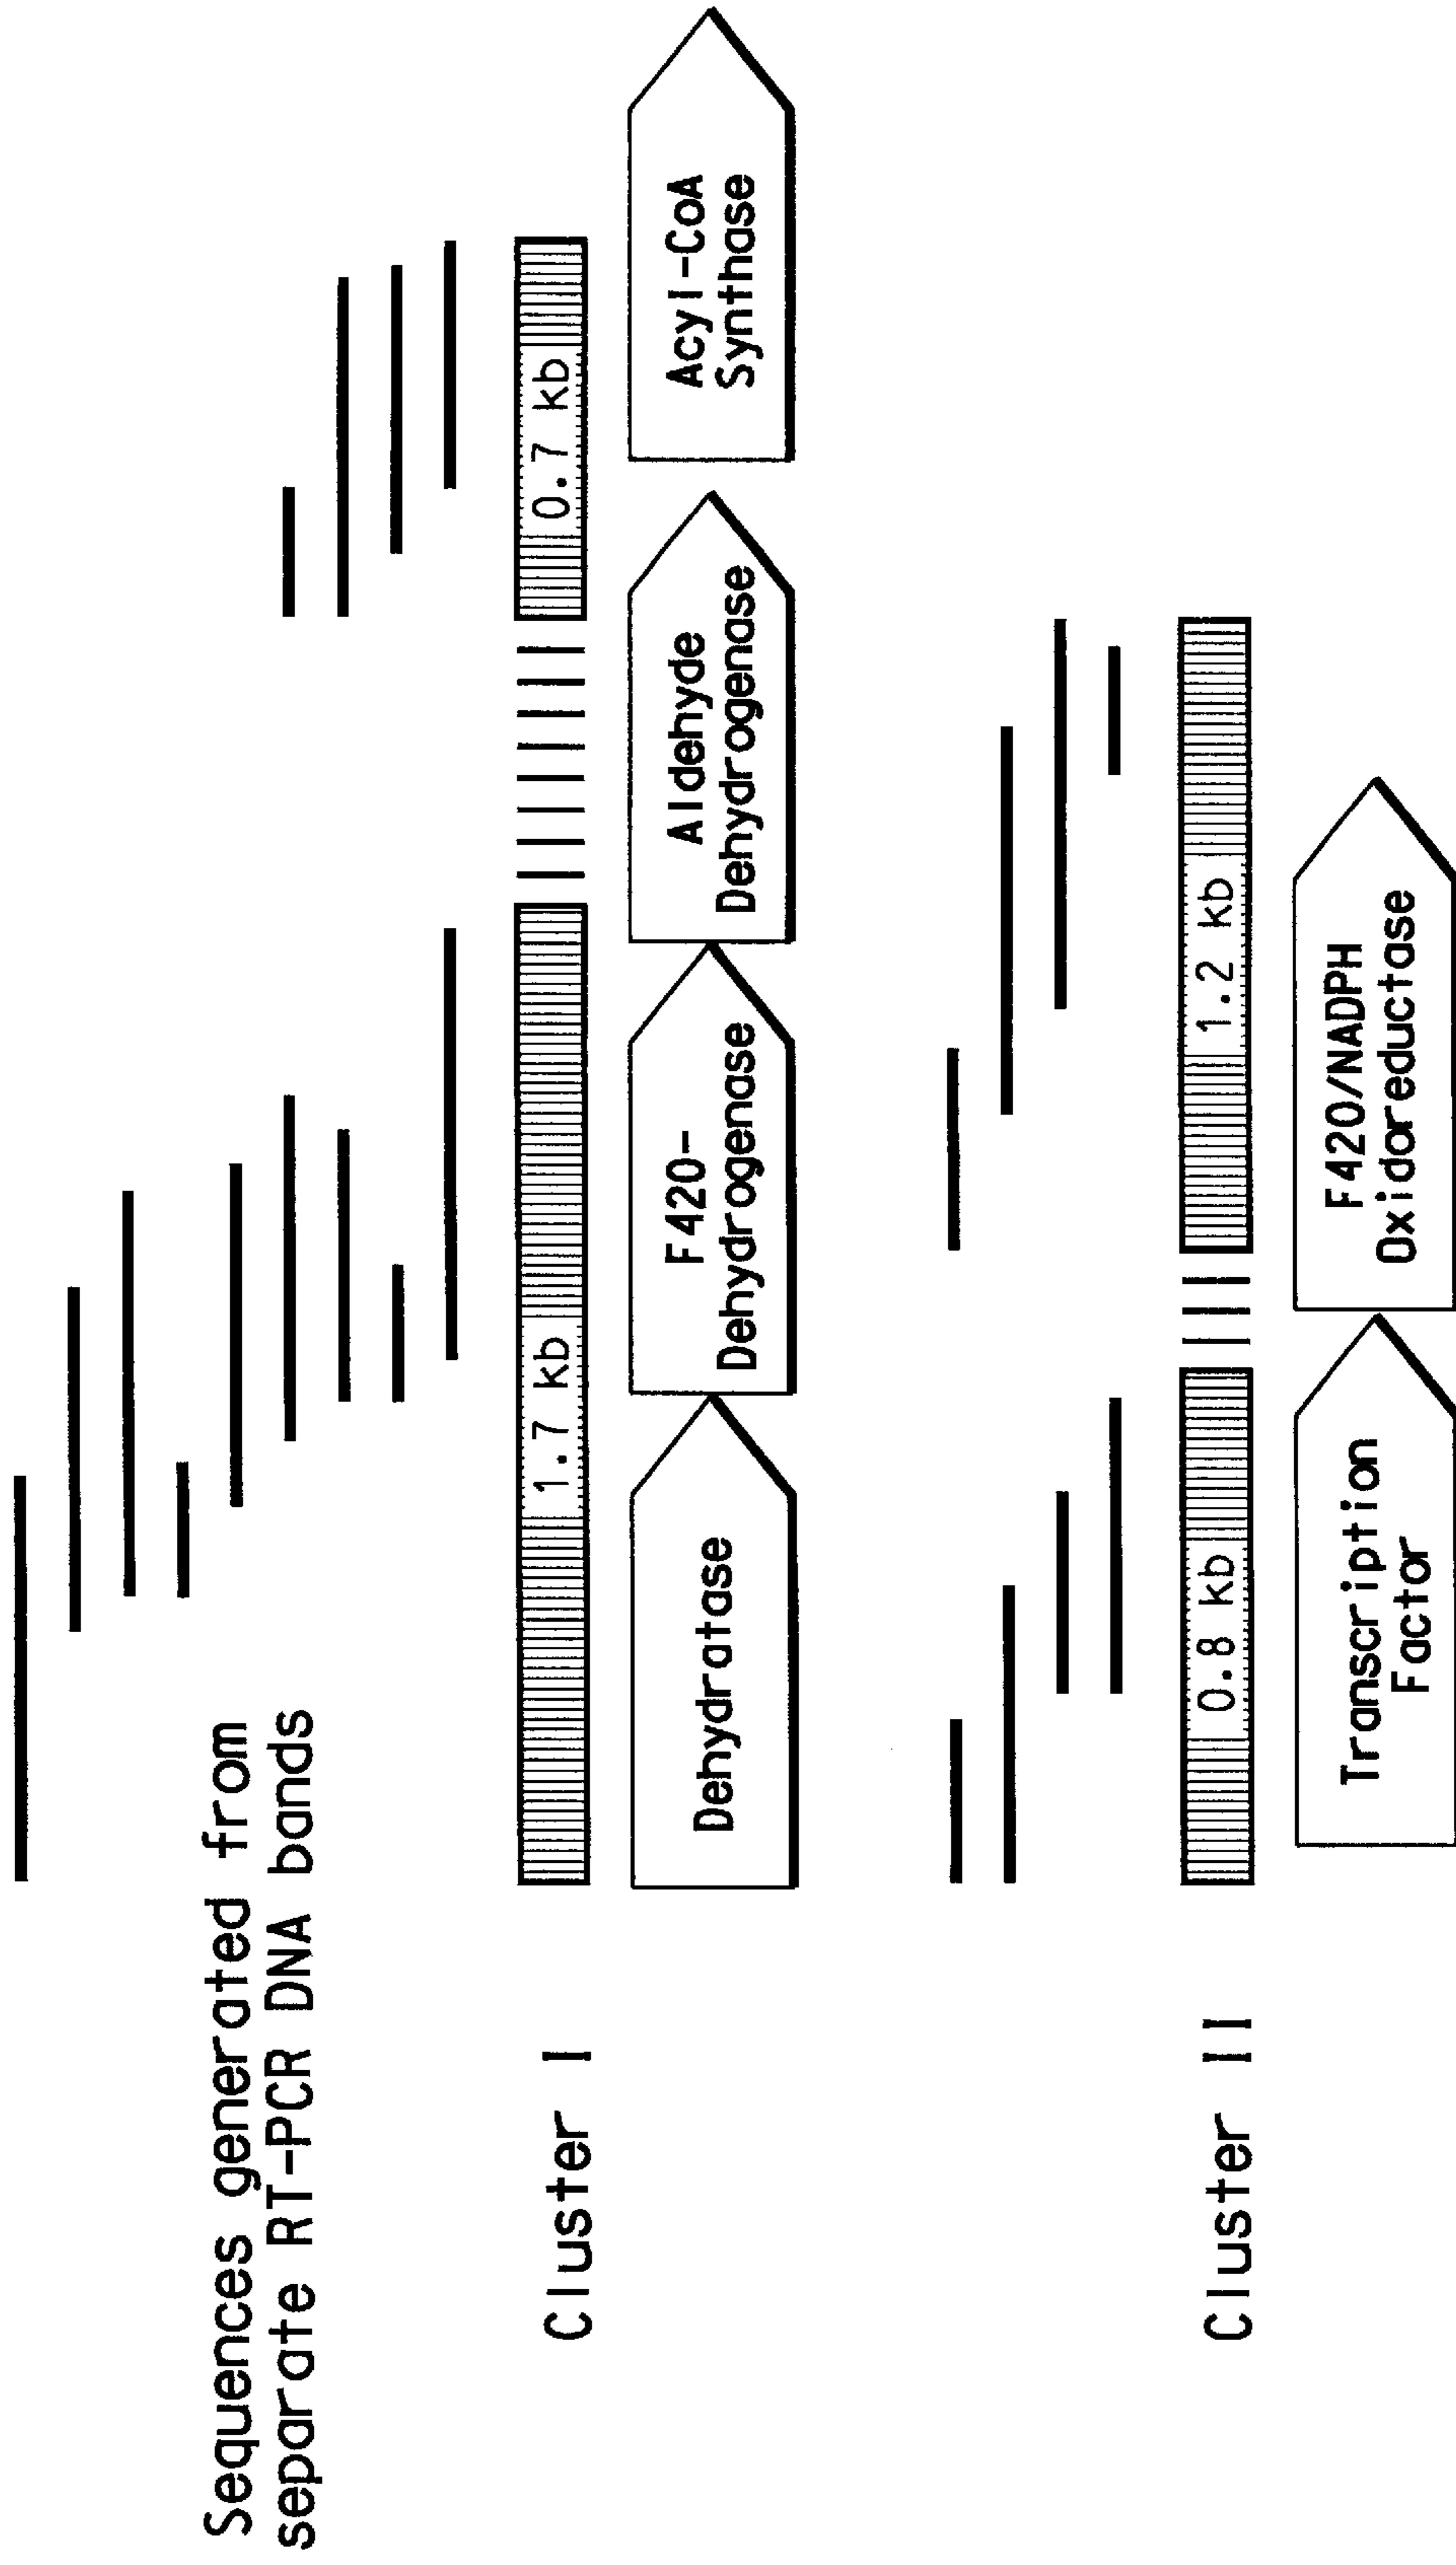 Sequences generated from
separate RT-PCR DNA bands
Cluster I
1.7 kb
0.7 kb
Dehydratase
F420-
Dehydrogenase
Aldehyde
Dehydrogenase
Acyl-CoA
Synthase
Cluster II
0.8 kb
1.2 kb
Transcription
Factor
F420/NADPH
Oxidoreductase